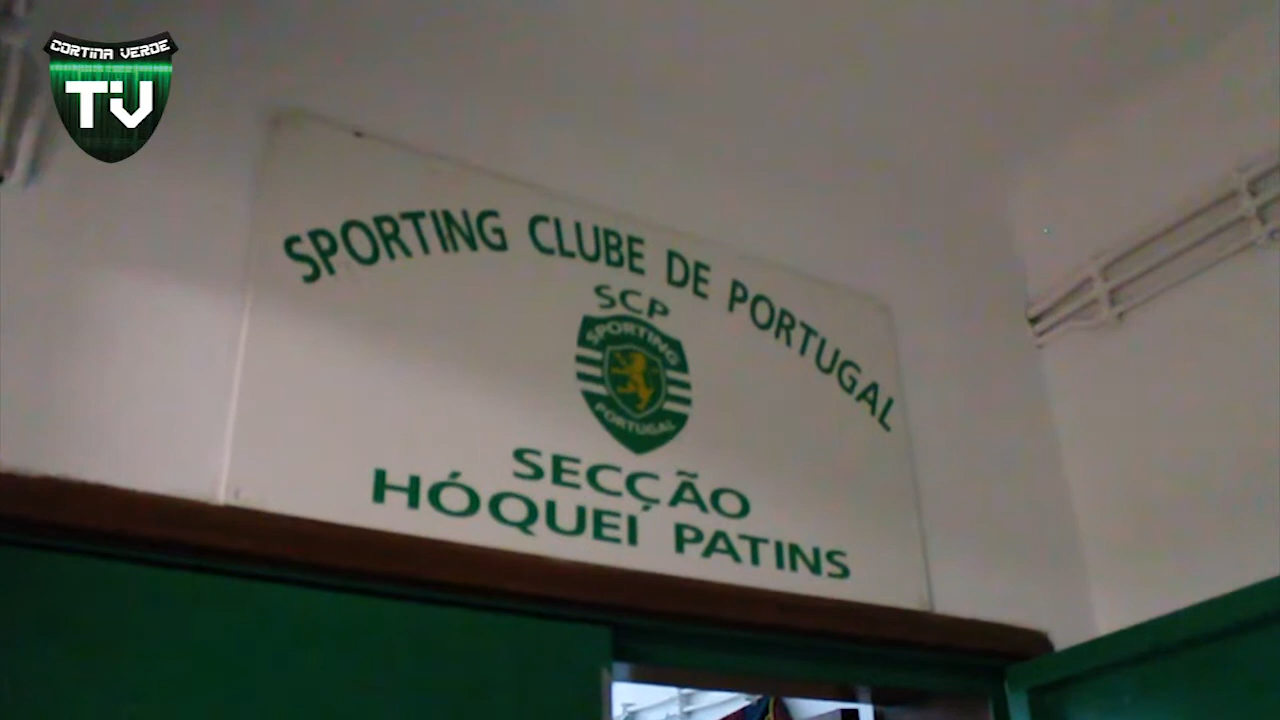 CORTINA VERDE
TV
SPORTING CLUBE DE PORTUGAL
SCP
SPORTING
PORTUGAL
SECÇÃO
HÓQUEI PATINS